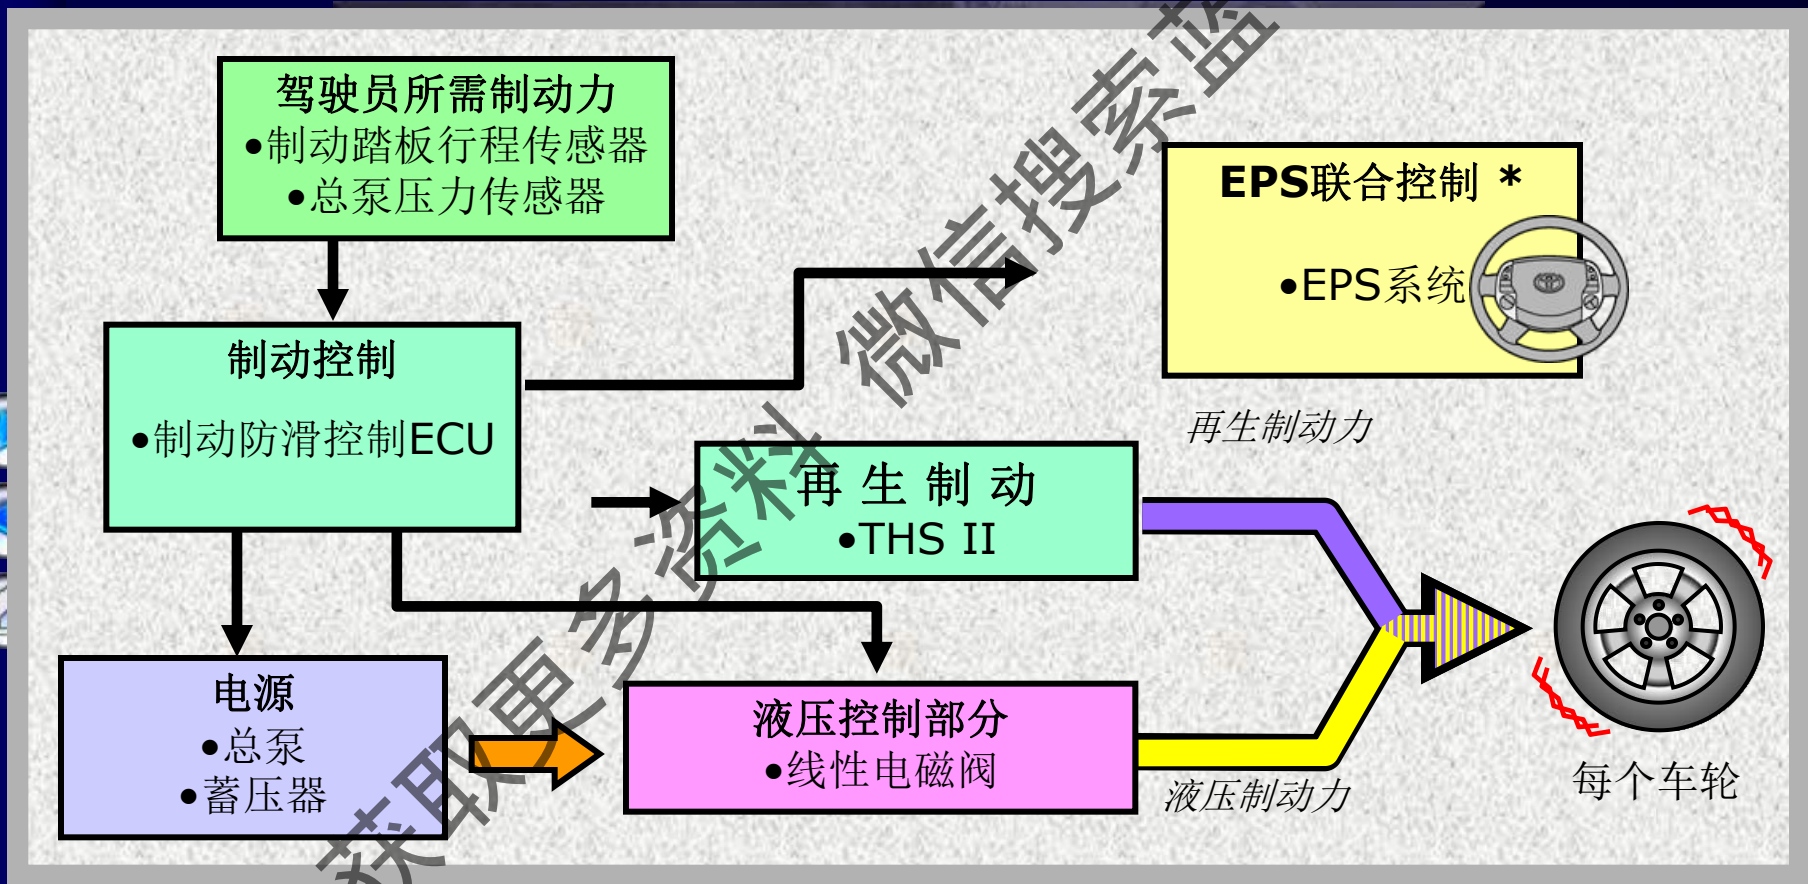 驾驶员所需制动力
•制动踏板行程传感器
•总泵压力传感器
EPS联合控制 *
•EPS系统
制动控制
•制动防滑控制ECU
再生制动力
再 生 制 动
•THS II
电源
•总泵
•蓄压器
液压控制部分
•线性电磁阀
液压制动力
每个车轮
获取更多资料 微信搜索蓝